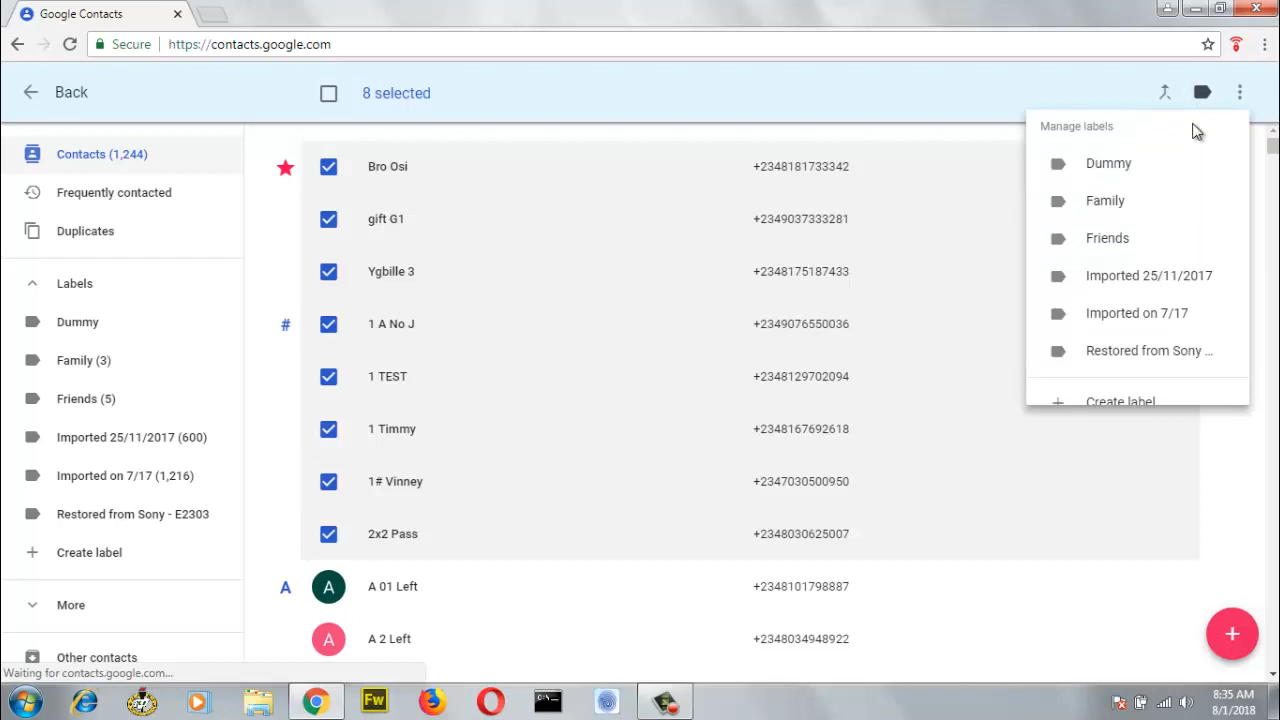 Google Contacts
Secure
https://contacts.google.com
Back
8 selected
Manage labels
Dummy
Family
Friends
Imported 25/11/2017
Imported on 7/17
Restored from Sony ...
Create label
Contacts (1,244)
Frequently contacted
Duplicates
Labels
Dummy
Family (3)
Friends (5)
Imported 25/11/2017 (600)
Imported on 7/17 (1,216)
Restored from Sony - E2303
Create label
More
Other contacts
Bro Osi +2348181733342
gift G1 +2349037333281
Ygbille 3 +2348175187433
# 1 A No J +2349076550036
1 TEST +2348129702094
1 Timmy +2348167692618
1# Vinney +2347030500950
2x2 Pass +2348030625007
A A A 01 Left +2348101798887
A A 2 Left +2348034948922
+
Waiting for contacts.google.com...
Fw
8:35 AM
8/1/2018